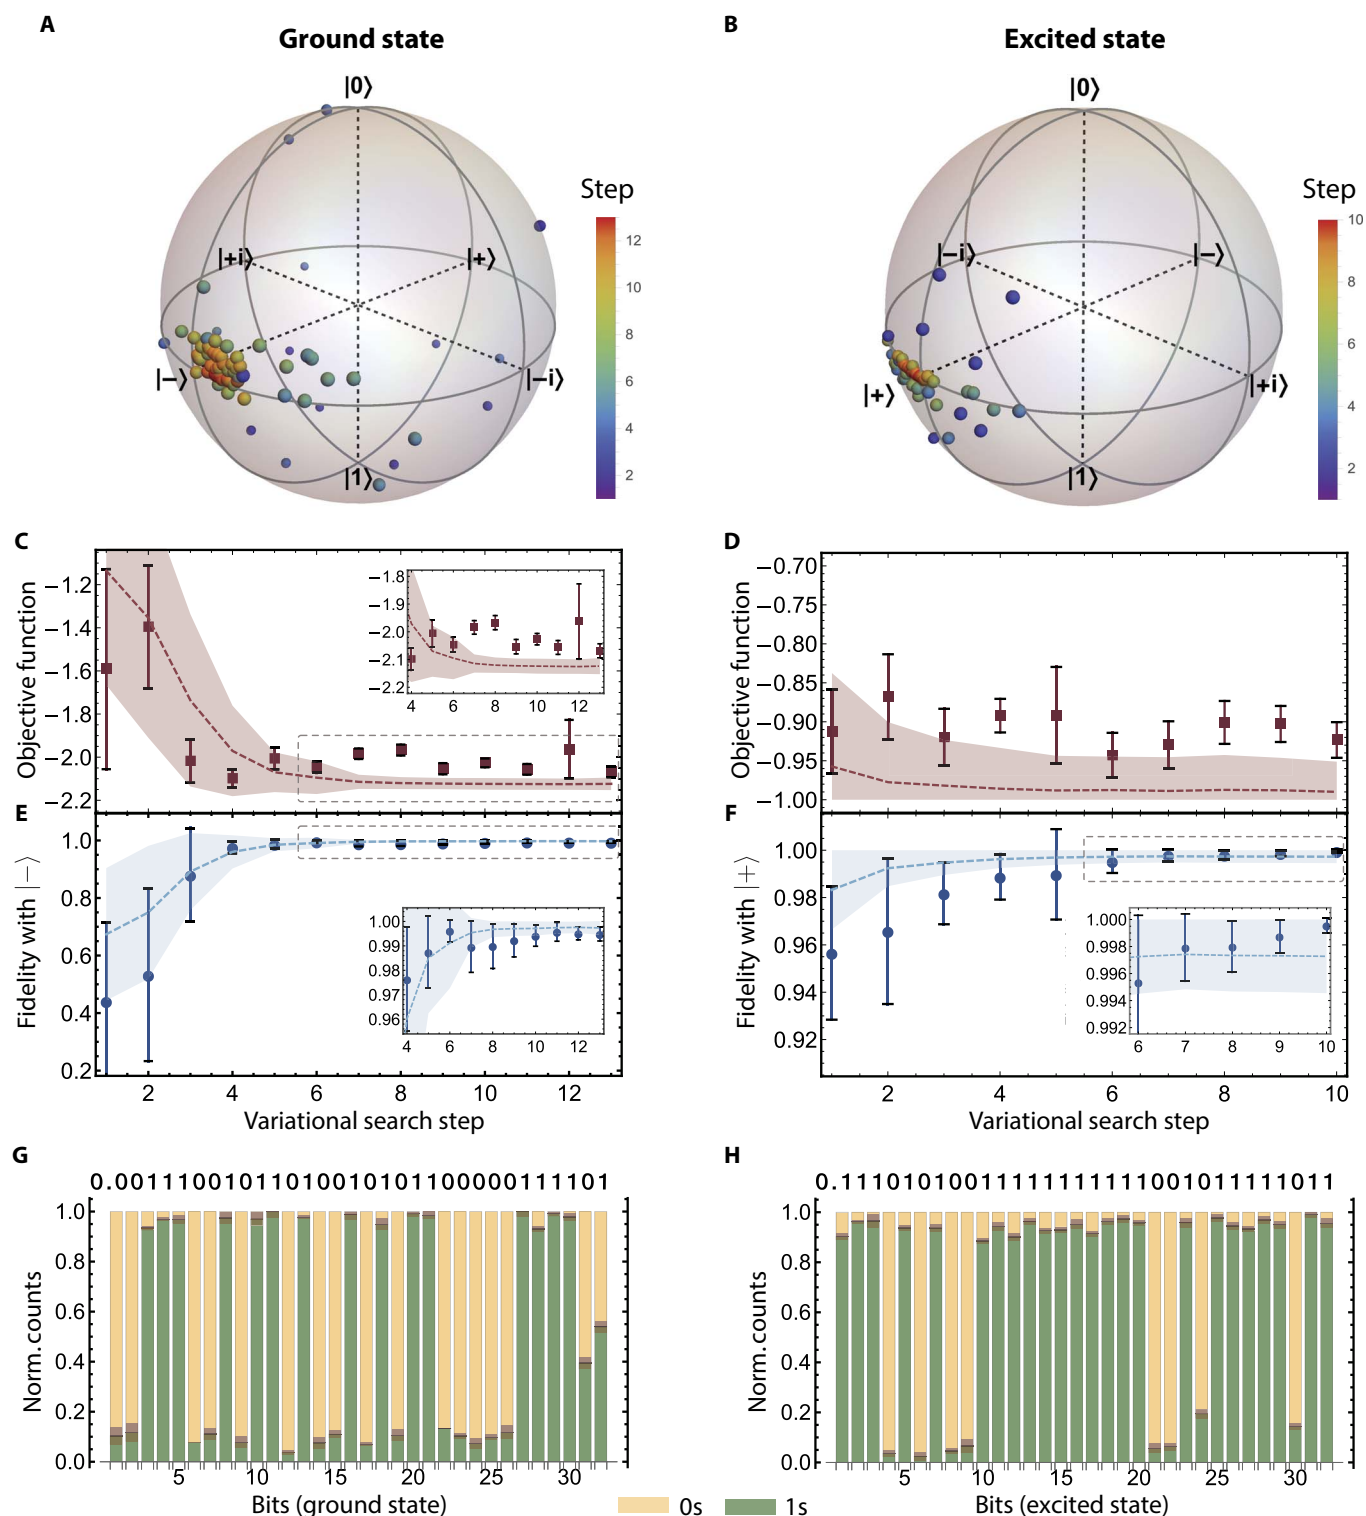 A
Ground state
B
Excited state
|0⟩
|+i⟩
|+⟩
|−⟩
|−i⟩
|1⟩
Step
12
10
8
6
4
2
|0⟩
|−i⟩
|−⟩
|+⟩
|+i⟩
|1⟩
Step
10
8
6
4
2
C
Objective function
−1.2
−1.4
−1.6
−1.8
−2.0
−2.2
−1.8
−1.9
−2.0
−2.1
−2.2
4 6 8 10 12
D
Objective function
−0.70
−0.75
−0.80
−0.85
−0.90
−0.95
−1.00
E
Fidelity with |−⟩
1.0
0.8
0.6
0.4
0.2
1.00
0.99
0.98
0.97
0.96
4 6 8 10 12
2 4 6 8 10 12
Variational search step
F
Fidelity with |+⟩
1.00
0.98
0.96
0.94
0.92
1.000
0.998
0.996
0.994
0.992
6 7 8 9 10
2 4 6 8 10
Variational search step
G
0.00111001011010010101100000111101
Norm. counts
1.0
0.8
0.6
0.4
0.2
0.0
5 10 15 20 25 30
Bits (ground state)
H
0.11101010011111111111001011111011
Norm. counts
1.0
0.8
0.6
0.4
0.2
0.0
5 10 15 20 25 30
Bits (excited state)
0s 1s